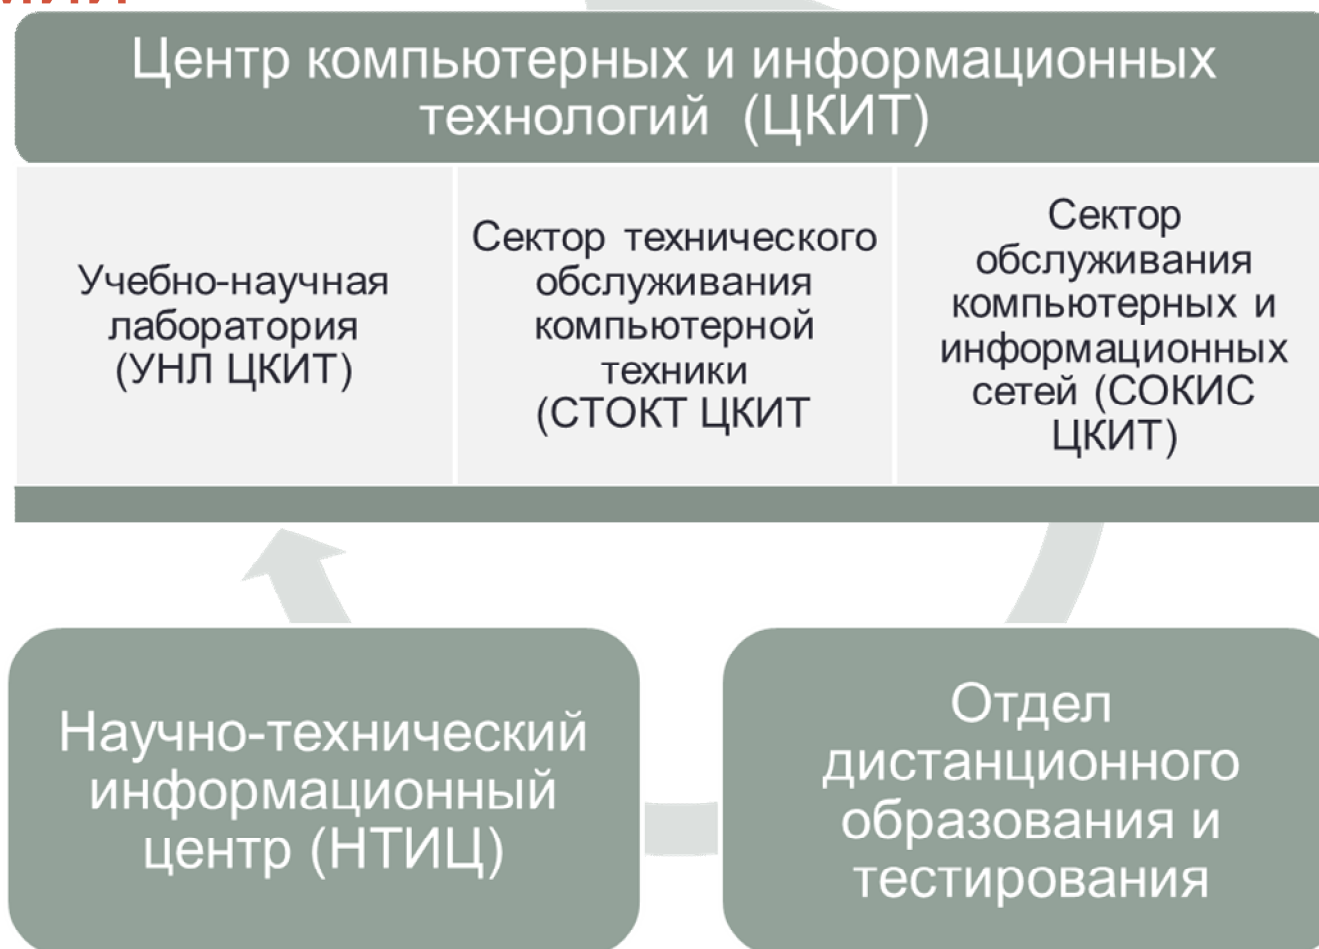 Центр компьютерных и информационных
технологий (ЦКИТ)
Учебно-научная
лаборатория
(УНЛ ЦКИТ)
Сектор технического
обслуживания
компьютерной
техники
(СТОКТ ЦКИТ
Сектор
обслуживания
компьютерных и
информационных
сетей (СОКИС
ЦКИТ)
Научно-технический
информационный
центр (НТИЦ)
Отдел
дистанционного
образования и
тестирования